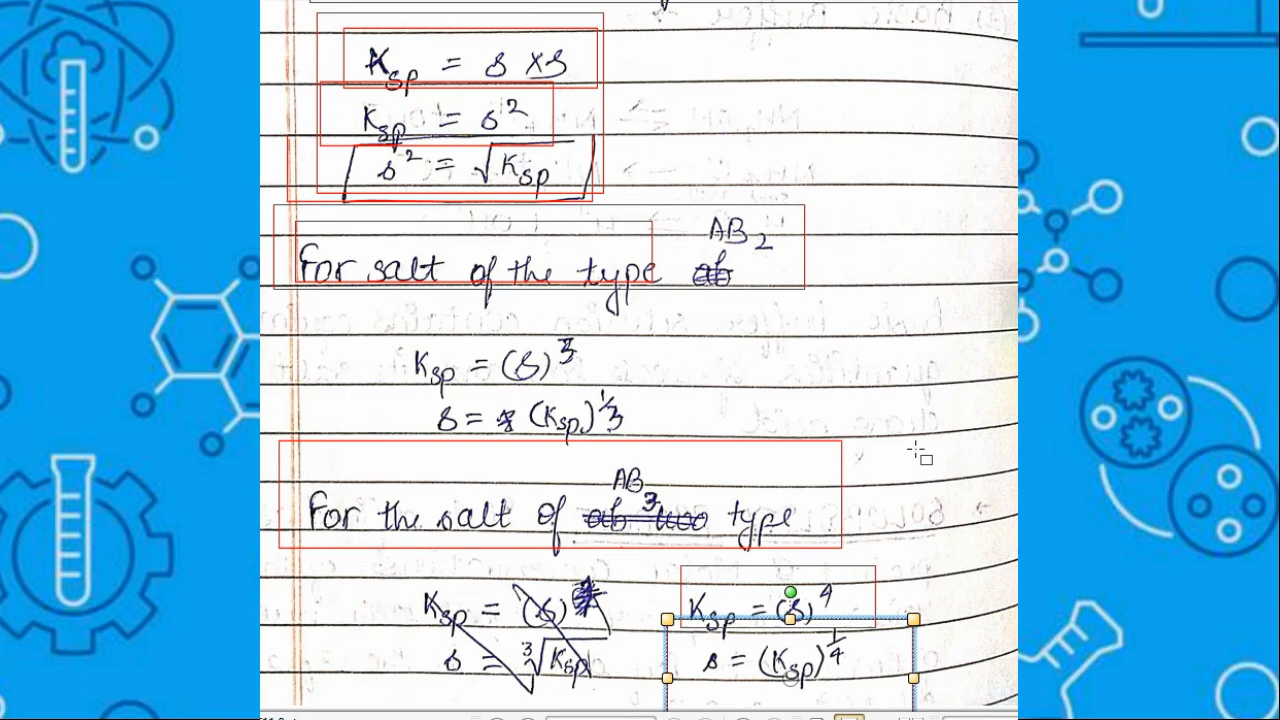 Ksp = s × s
Ksp = s²
s² = √Ksp
For salt of the type AB₂
Ksp = (s)³
s = (Ksp)^1/3
For the salt of AB₃ type
Ksp = (s)
s = ³√Ksp
Ksp = (s)⁴
s = (Ksp)^1/4